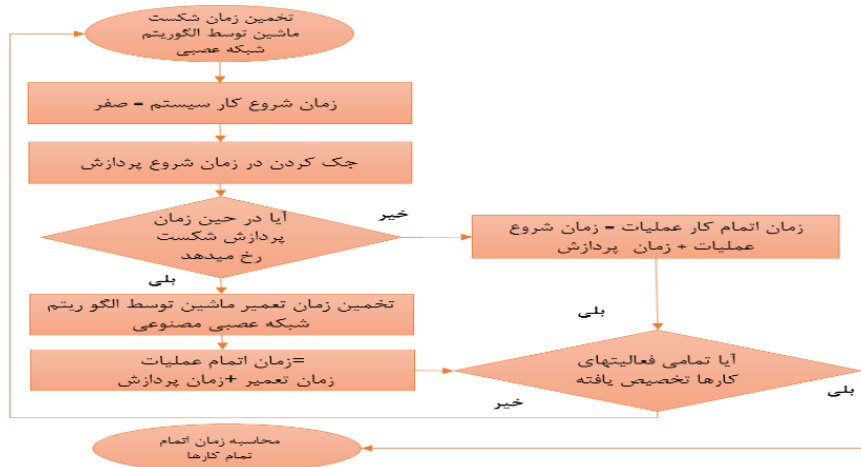 تخمین زمان شکست
ماشین توسط الگوریتم
شبکه عصبی
زمان شروع کار سیستم = صفر
چک کردن در زمان شروع پردازش
آیا در حین زمان
پردازش شکست
رخ میدهد
خیر
زمان اتمام کار عملیات = زمان شروع
عملیات + زمان پردازش
بلی
تخمین زمان تعمیر ماشین توسط الگو ریتم
شبکه عصبی مصنوعی
بلی
=زمان اتمام عملیات
زمان تعمیر +زمان پردازش
آیا تمامی فعالیتهای
کارها تخصیص یافته
بلی
خیر
محاسبه زمان اتمام
تمام کارها